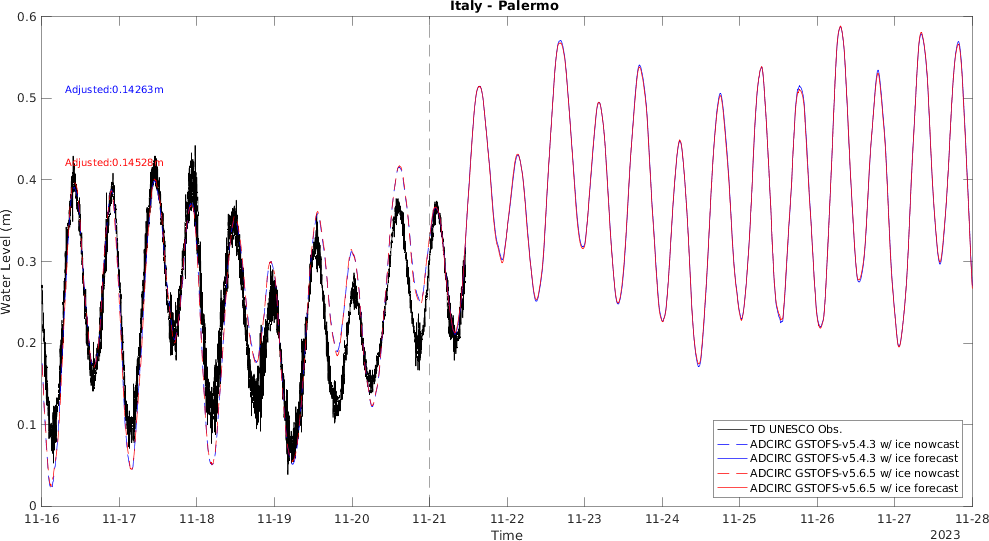 Italy - Palermo
0.6
0.5
0.4
0.3
0.2
0.1
0
Water Level (m)
Adjusted:0.14263m
Adjusted:0.14528m
TD UNESCO Obs.
ADCIRC GSTOFS-v5.4.3 w/ ice nowcast
ADCIRC GSTOFS-v5.4.3 w/ ice forecast
ADCIRC GSTOFS-v5.6.5 w/ ice nowcast
ADCIRC GSTOFS-v5.6.5 w/ ice forecast
11-16 11-17 11-18 11-19 11-20 11-21 11-22 11-23 11-24 11-25 11-26 11-27 11-28
Time
2023